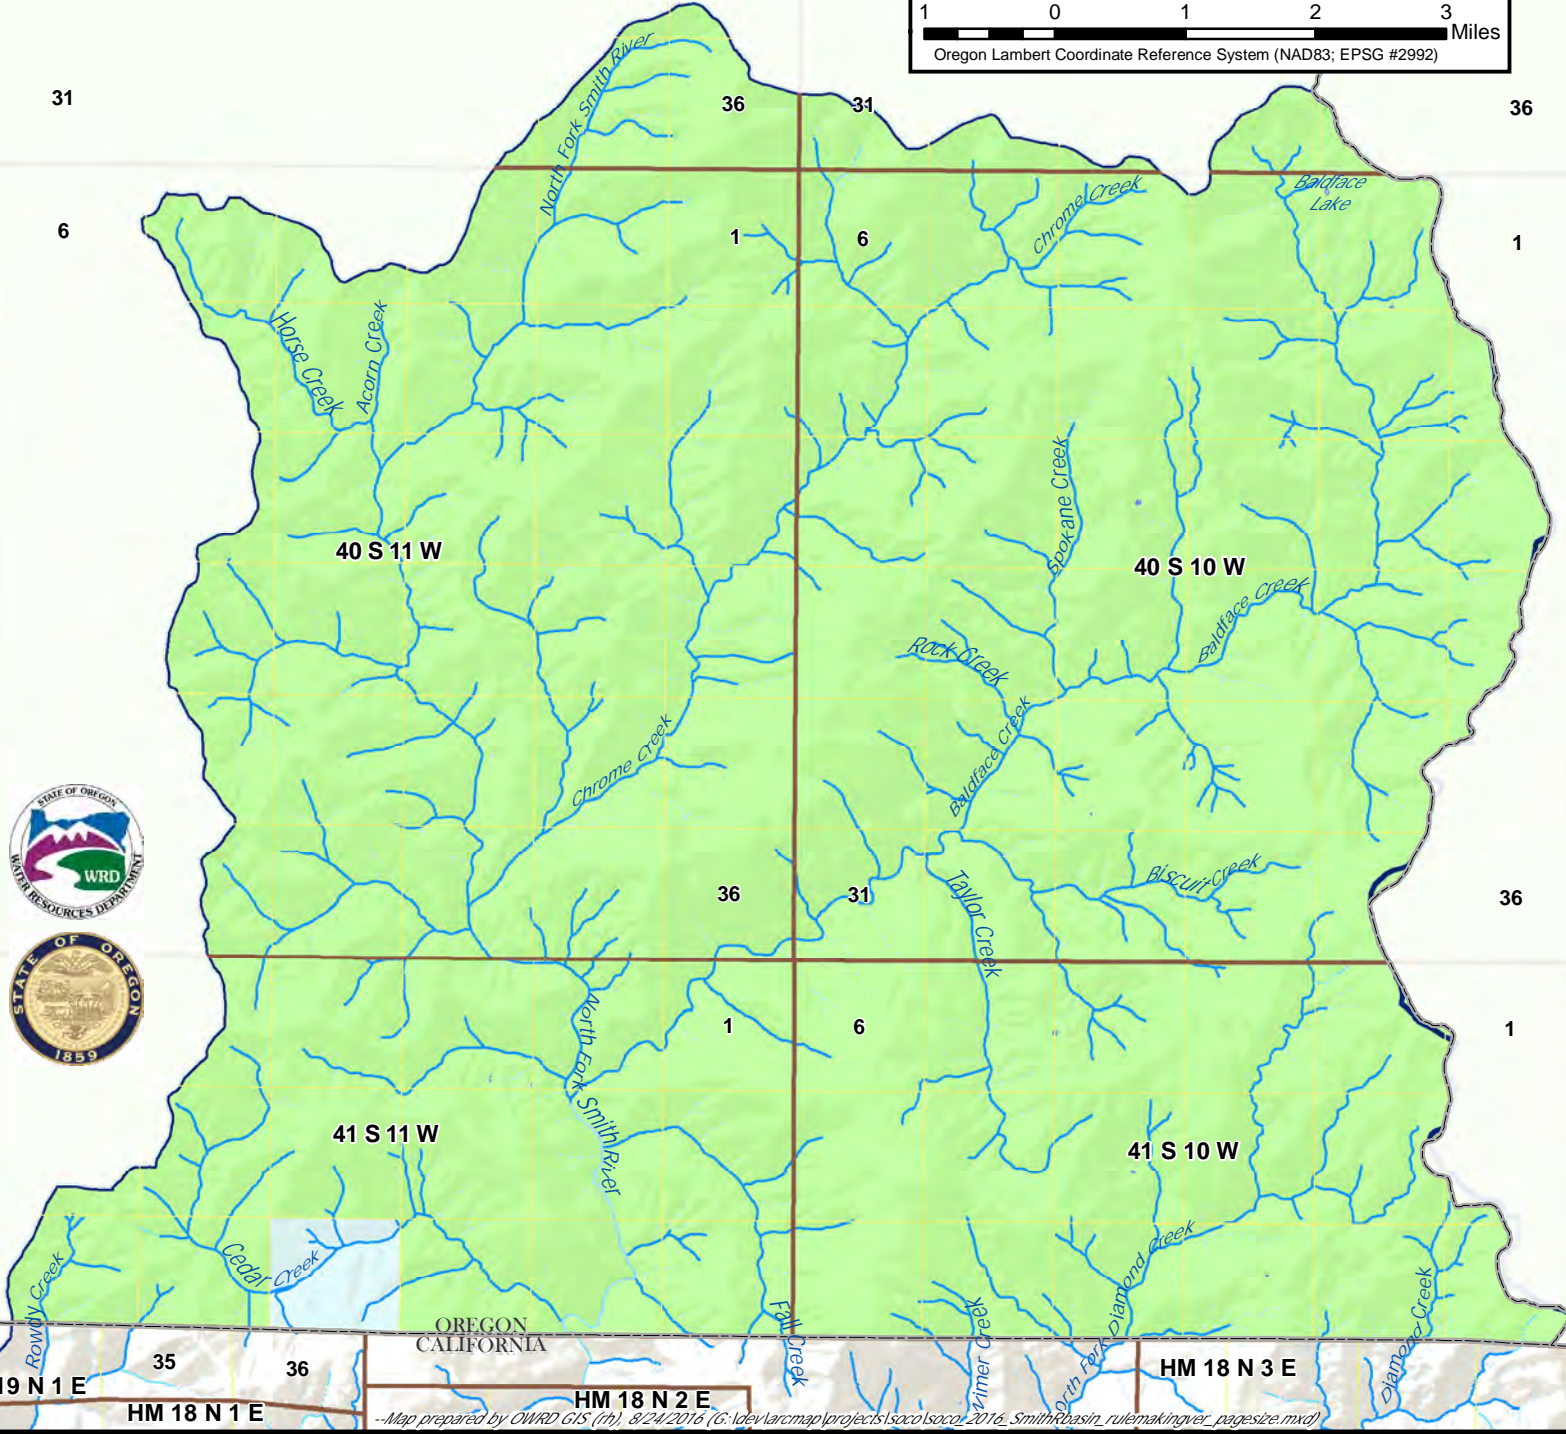 1 0 1 2 3 Miles
Oregon Lambert Coordinate Reference System (NAD83; EPSG #2992)
31
36
31
36
North Fork Smith River
6
1
6
1
Baldface
Lake
Chrome Creek
Horse Creek
Acorn Creek
Spokane Creek
40 S 11 W
40 S 10 W
Baldface Creek
Rock Creek
Baldface Creek
Chrome Creek
STATE OF OREGON
WRD
WATER RESOURCES DEPARTMENT
Taylor Creek
Biscuit Creek
36
31
36
STATE OF OREGON
1859
1
6
1
North Fork Smith River
41 S 11 W
41 S 10 W
Cedar Creek
Rowdy Creek
Fall Creek
North Fork Diamond Creek
Diamond Creek
OREGON
CALIFORNIA
35
36
19 N 1 E
HM 18 N 1 E
HM 18 N 2 E
HM 18 N 3 E
Creek
--Map prepared by OWRD GIS (rh), 8/24/2016 (G:\dev\arcmap\projects\soco\soco_2016_SmithRbasin_rulemakingver_pagesize.mxd)